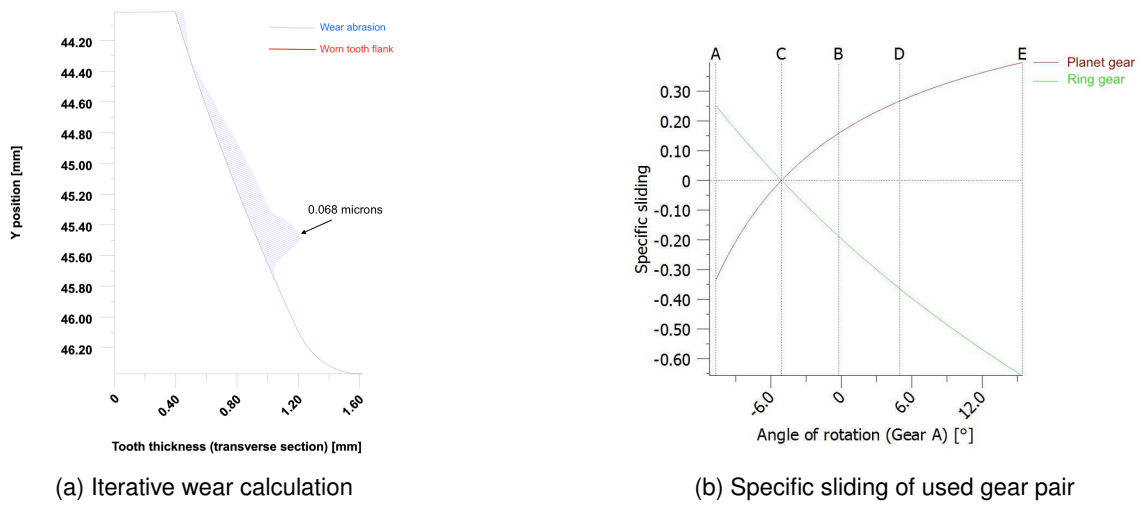 Wear abrasion
Worn tooth flank
44.20
44.40
44.60
44.80
45.00
45.20
45.40
45.60
45.80
46.00
46.20
Y position [mm]
0.068 microns
0 0.40 0.80 1.20 1.60
Tooth thickness (transverse section) [mm]
(a) Iterative wear calculation
A C B D E
Planet gear
Ring gear
0.30
0.20
0.10
0
-0.10
-0.20
-0.30
-0.40
-0.50
-0.60
Specific sliding
-6.0 0 6.0 12.0
Angle of rotation (Gear A) [°]
(b) Specific sliding of used gear pair